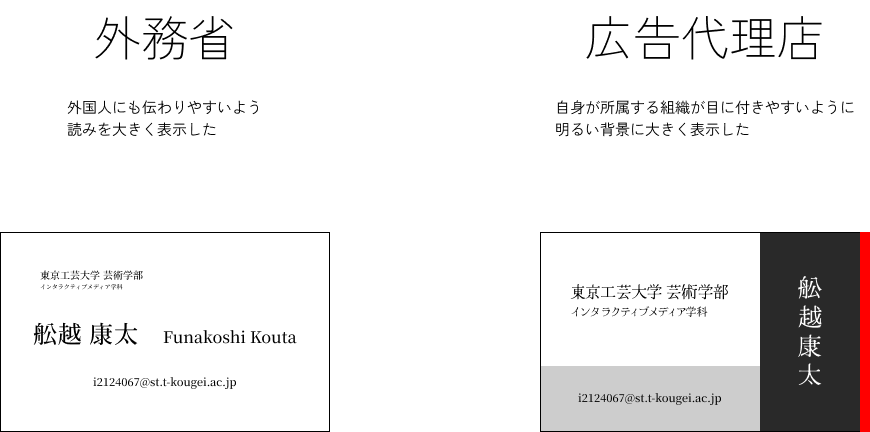 外務省
外国人にも伝わりやすいよう
読みを大きく表示した
東京工芸大学 芸術学部
インタラクティブメディア学科
舩越 康太 Funakoshi Kouta
i2124067@st.t-kougei.ac.jp
広告代理店
自身が所属する組織が目に付きやすいように
明るい背景に大きく表示した
東京工芸大学 芸術学部
インタラクティブメディア学科
i2124067@st.t-kougei.ac.jp
舩越康太